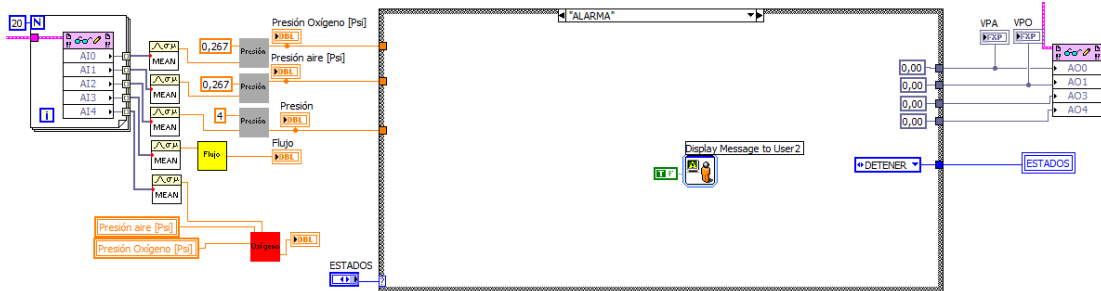 20 N
AI0
AI1
AI2
AI3
AI4
i
MEAN
MEAN
MEAN
MEAN
MEAN
Presión Oxígeno [Psi]
DBL
0,267
Presión
Presión aire [Psi]
DBL
0,267
Presión
Presión
DBL
4
Presión
Flujo
DBL
Flujo
Presión aire [Psi]
Presión Oxígeno [Psi]
Oxígeno
DBL
ESTADOS
?
"ALARMA"
Display Message to User2
T F
0,00
0,00
0,00
0,00
DETENER
VPA
FXP
VPO
FXP
AO0
AO1
AO3
AO4
ESTADOS